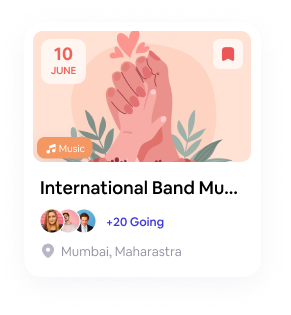 10
JUNE
Music
International Band Mu...
+20 Going
Mumbai, Maharastra